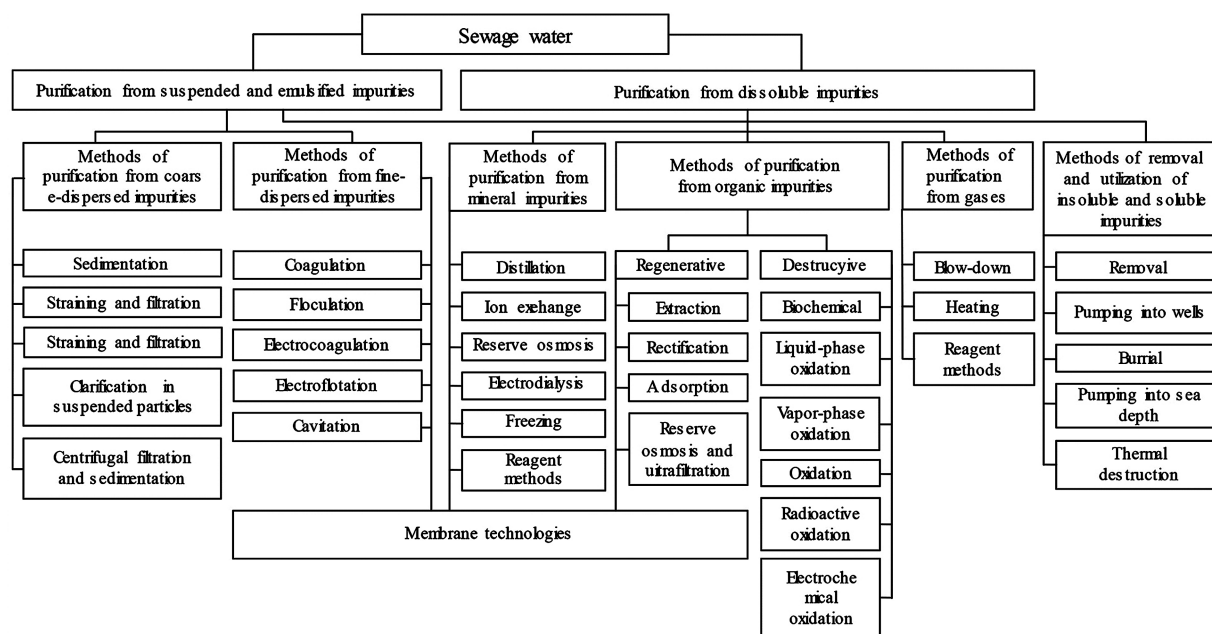 Sewage water
Purification from suspended and emulsified impurities
Purification from dissoluble impurities
Methods of
purification from coars
e-dispersed impurities
Methods of
purification from fine-
dispersed impurities
Methods of
purification from
mineral impurities
Methods of purification
from organic impurities
Methods of
purification
from gases
Methods of removal
and utilization of
insoluble and soluble
impurities
Sedimentation
Straining and filtration
Straining and filtration
Clarification in
suspended particles
Centrifugal filtration
and sedimentation
Coagulation
Floculation
Electrocoagulation
Electroflotation
Cavitation
Distillation
Ion exehange
Reserve osmosis
Electrodialysis
Freezing
Reagent
methods
Regenerative
Extraction
Rectification
Adsorption
Reserve
osmosis and
uitrafiltration
Destrucyive
Biochemical
Liquid-phase
oxidation
Vapor-phase
oxidation
Oxidation
Radioactive
oxidation
Electroche
mical
oxidation
Blow-down
Heating
Reagent
methods
Removal
Pumping into wells
Burrial
Pumping into sea
depth
Thermal
destruction
Membrane technologies